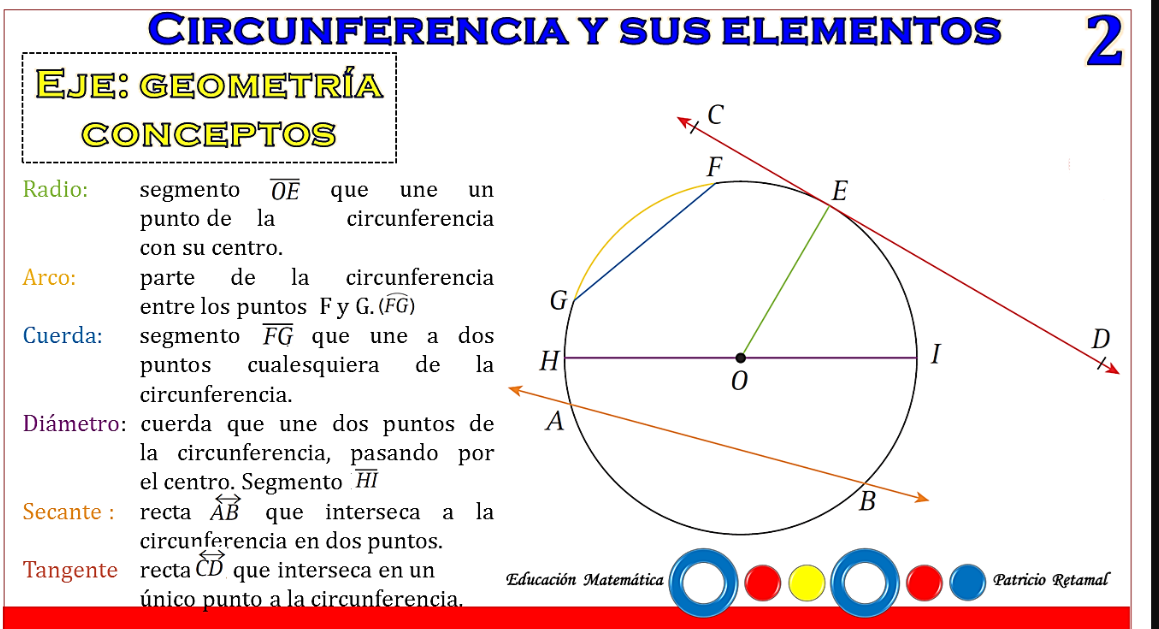 CIRCUNFERENCIA Y SUS ELEMENTOS
2
EJE: GEOMETRÍA
CONCEPTOS
Radio: segmento OE que une un
punto de la circunferencia
con su centro.
Arco: parte de la circunferencia
entre los puntos F y G. (FG)
Cuerda: segmento FG que une a dos
puntos cualesquiera de la
circunferencia.
Diámetro: cuerda que une dos puntos de
la circunferencia, pasando por
el centro. Segmento HI
Secante : recta AB que interseca a la
circunferencia en dos puntos.
Tangente recta CD que interseca en un
único punto a la circunferencia.
C
F
E
G
D
H
I
O
A
B
Educación Matemática
Patricio Retamal